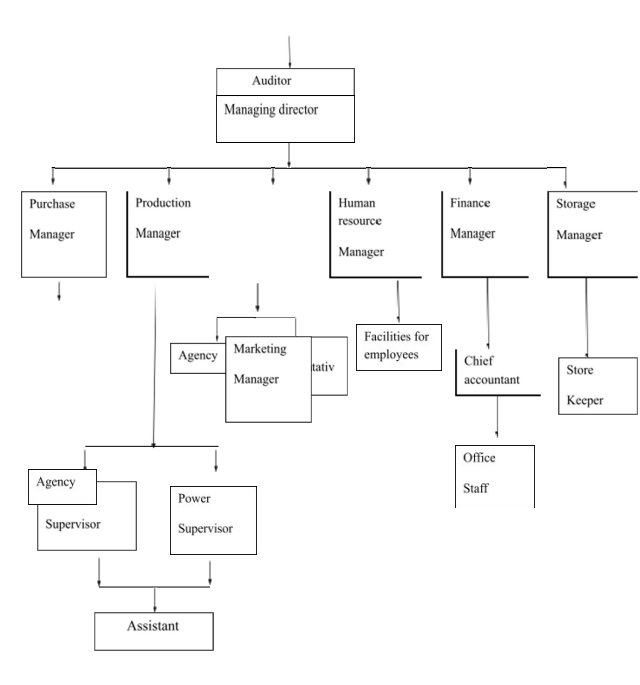 Auditor
Managing director
Purchase
Manager
Production
Manager
Human
resource
Manager
Finance
Manager
Storage
Manager
Agency
Marketing
Manager
tativ
Facilities for
employees
Chief
accountant
Store
Keeper
Office
Staff
Agency
Supervisor
Power
Supervisor
Assistant